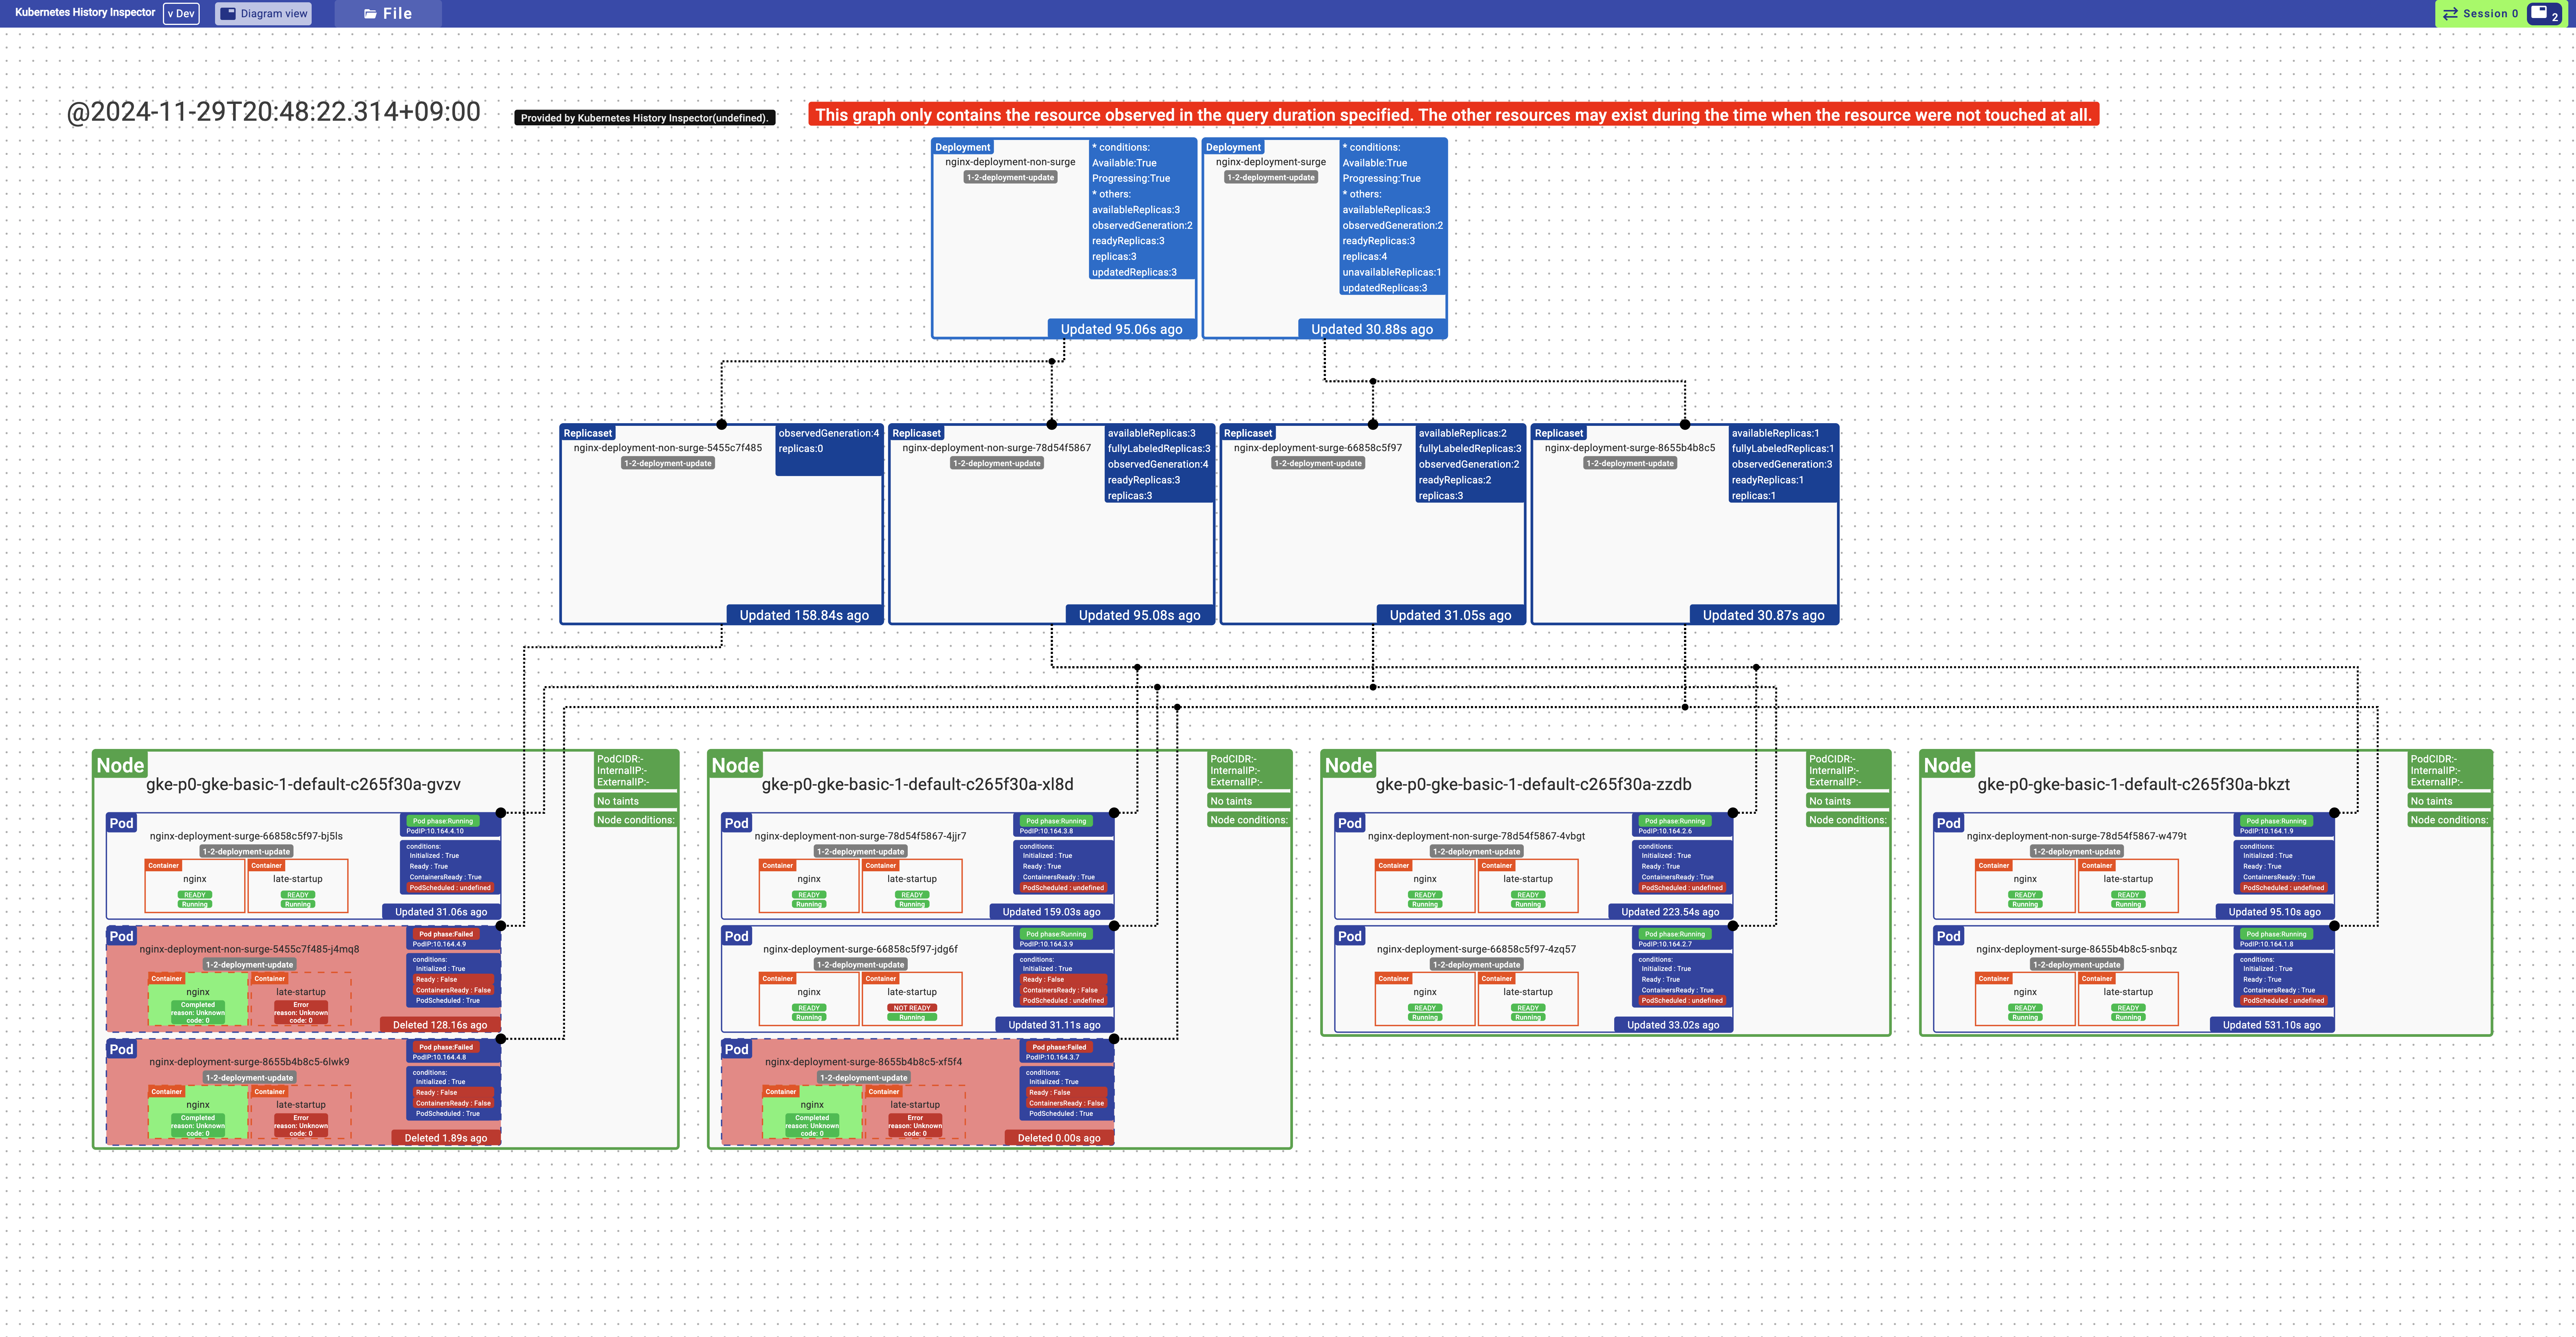 Kubernetes History Inspector
v Dev
Diagram view
File
Session 0
2
@2024-11-29T20:48:22.314+09:00
Provided by Kubernetes History Inspector(undefined).
This graph only contains the resource observed in the query duration specified. The other resources may exist during the time when the resource were not touched at all.
Deployment
nginx-deployment-non-surge
1-2-deployment-update
* conditions:
Available:True
Progressing:True
* others:
availableReplicas:3
observedGeneration:2
readyReplicas:3
replicas:3
updatedReplicas:3
Updated 95.06s ago
Deployment
nginx-deployment-surge
1-2-deployment-update
* conditions:
Available:True
Progressing:True
* others:
availableReplicas:3
observedGeneration:2
readyReplicas:3
replicas:4
unavailableReplicas:1
updatedReplicas:3
Updated 30.88s ago
Replicaset
nginx-deployment-non-surge-5455c7f485
1-2-deployment-update
observedGeneration:4
replicas:0
Updated 158.84s ago
Replicaset
nginx-deployment-non-surge-78d54f5867
1-2-deployment-update
availableReplicas:3
fullyLabeledReplicas:3
observedGeneration:4
readyReplicas:3
replicas:3
Updated 95.08s ago
Replicaset
nginx-deployment-surge-66858c5f97
1-2-deployment-update
availableReplicas:2
fullyLabeledReplicas:3
observedGeneration:2
readyReplicas:2
replicas:3
Updated 31.05s ago
Replicaset
nginx-deployment-surge-8655b4b8c5
1-2-deployment-update
availableReplicas:1
fullyLabeledReplicas:1
observedGeneration:3
readyReplicas:1
replicas:1
Updated 30.87s ago
Node
gke-p0-gke-basic-1-default-c265f30a-gvzv
PodCIDR:-
InternalIP:-
ExternalIP:-
No taints
Node conditions:
Pod
nginx-deployment-surge-66858c5f97-bj5ls
1-2-deployment-update
Container
nginx
READY
Running
Container
late-startup
READY
Running
Pod phase:Running
PodIP:10.164.4.10
conditions:
Initialized : True
Ready : True
ContainersReady : True
PodScheduled : undefined
Updated 31.06s ago
Pod
nginx-deployment-non-surge-5455c7f485-j4mq8
1-2-deployment-update
Container
nginx
Completed
reason: Unknown
code: 0
Container
late-startup
Error
reason: Unknown
code: 0
Pod phase:Failed
PodIP:10.164.4.9
conditions:
Initialized : True
Ready : False
ContainersReady : False
PodScheduled : True
Deleted 128.16s ago
Pod
nginx-deployment-surge-8655b4b8c5-6lwk9
1-2-deployment-update
Container
nginx
Completed
reason: Unknown
code: 0
Container
late-startup
Error
reason: Unknown
code: 0
Pod phase:Failed
PodIP:10.164.4.8
conditions:
Initialized : True
Ready : False
ContainersReady : False
PodScheduled : True
Deleted 1.89s ago
Node
gke-p0-gke-basic-1-default-c265f30a-xl8d
PodCIDR:-
InternalIP:-
ExternalIP:-
No taints
Node conditions:
Pod
nginx-deployment-non-surge-78d54f5867-4jjr7
1-2-deployment-update
Container
nginx
READY
Running
Container
late-startup
READY
Running
Pod phase:Running
PodIP:10.164.3.8
conditions:
Initialized : True
Ready : True
ContainersReady : True
PodScheduled : undefined
Updated 159.03s ago
Pod
nginx-deployment-surge-66858c5f97-jdg6f
1-2-deployment-update
Container
nginx
READY
Running
Container
late-startup
NOT READY
Running
Pod phase:Running
PodIP:10.164.3.9
conditions:
Initialized : True
Ready : False
ContainersReady : False
PodScheduled : undefined
Updated 31.11s ago
Pod
nginx-deployment-surge-8655b4b8c5-xf5f4
1-2-deployment-update
Container
nginx
Completed
reason: Unknown
code: 0
Container
late-startup
Error
reason: Unknown
code: 0
Pod phase:Failed
PodIP:10.164.3.7
conditions:
Initialized : True
Ready : False
ContainersReady : False
PodScheduled : True
Deleted 0.00s ago
Node
gke-p0-gke-basic-1-default-c265f30a-zzdb
PodCIDR:-
InternalIP:-
ExternalIP:-
No taints
Node conditions:
Pod
nginx-deployment-non-surge-78d54f5867-4vbgt
1-2-deployment-update
Container
nginx
READY
Running
Container
late-startup
READY
Running
Pod phase:Running
PodIP:10.164.2.6
conditions:
Initialized : True
Ready : True
ContainersReady : True
PodScheduled : undefined
Updated 223.54s ago
Pod
nginx-deployment-surge-66858c5f97-4zq57
1-2-deployment-update
Container
nginx
READY
Running
Container
late-startup
READY
Running
Pod phase:Running
PodIP:10.164.2.7
conditions:
Initialized : True
Ready : True
ContainersReady : True
PodScheduled : undefined
Updated 33.02s ago
Node
gke-p0-gke-basic-1-default-c265f30a-bkzt
PodCIDR:-
InternalIP:-
ExternalIP:-
No taints
Node conditions:
Pod
nginx-deployment-non-surge-78d54f5867-w479t
1-2-deployment-update
Container
nginx
READY
Running
Container
late-startup
READY
Running
Pod phase:Running
PodIP:10.164.1.9
conditions:
Initialized : True
Ready : True
ContainersReady : True
PodScheduled : undefined
Updated 95.10s ago
Pod
nginx-deployment-surge-8655b4b8c5-snbqz
1-2-deployment-update
Container
nginx
READY
Running
Container
late-startup
READY
Running
Pod phase:Running
PodIP:10.164.1.8
conditions:
Initialized : True
Ready : True
ContainersReady : True
PodScheduled : undefined
Updated 531.10s ago